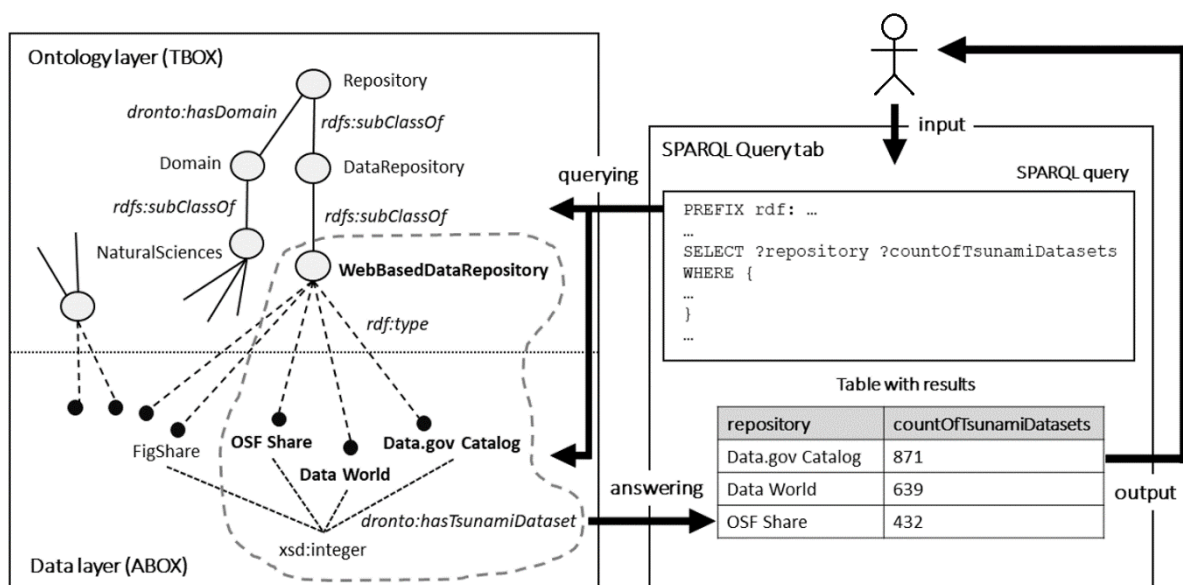 Ontology layer (TBOX)
Repository
dronto:hasDomain
rdfs:subClassOf
Domain
DataRepository
rdfs:subClassOf
rdfs:subClassOf
NaturalSciences
WebBasedDataRepository
rdf:type
FigShare
OSF Share
Data.gov Catalog
Data World
dronto:hasTsunamiDataset
xsd:integer
Data layer (ABOX)
querying
answering
input
output
SPARQL Query tab
SPARQL query
PREFIX rdf: …
…
SELECT ?repository ?countOfTsunamiDatasets
WHERE {
…
}
…
Table with results
repository countOfTsunamiDatasets
Data.gov Catalog 871
Data World 639
OSF Share 432